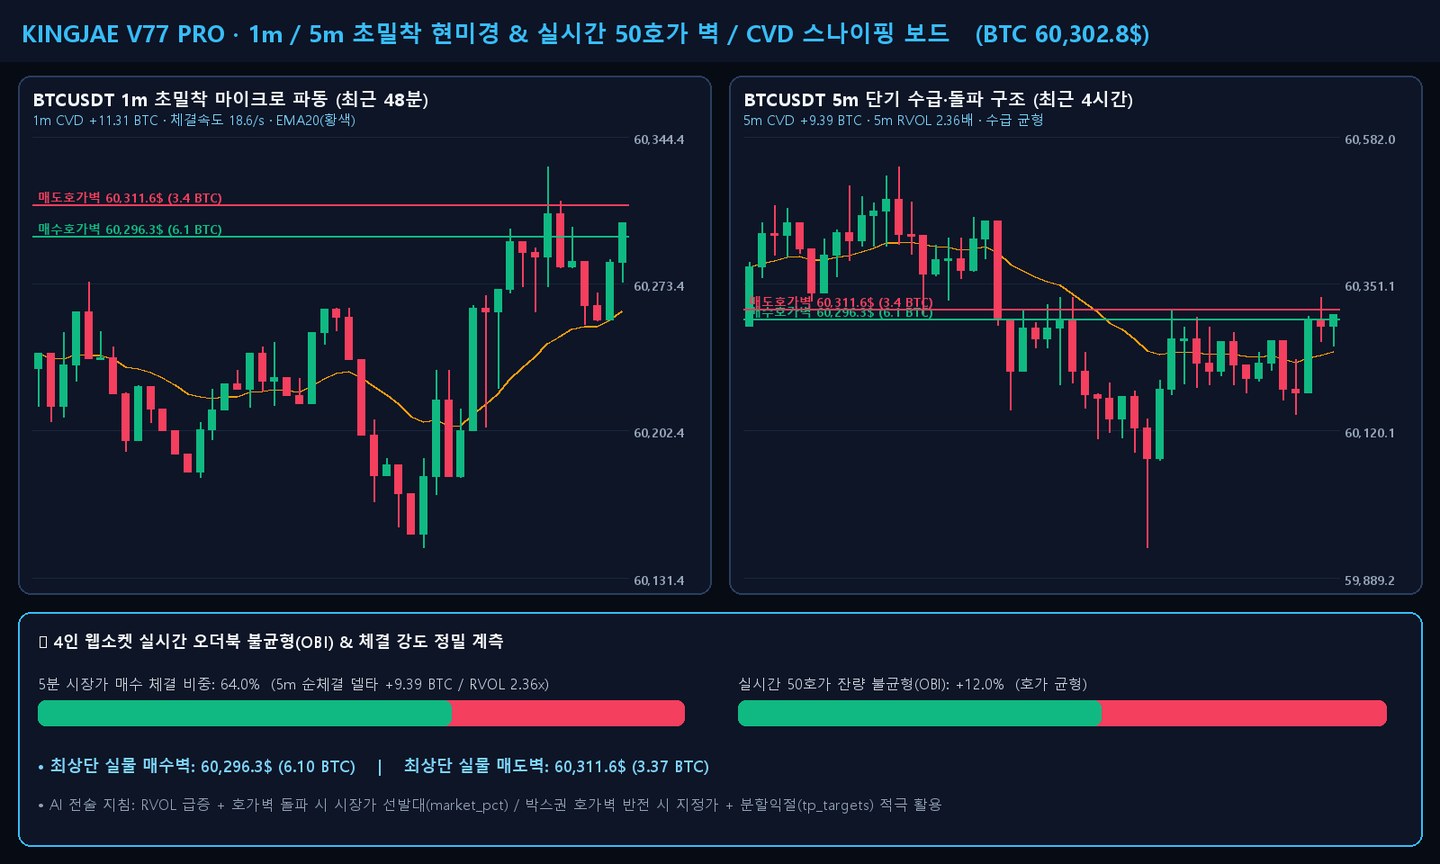 KINGJAE V77 PRO · 1m / 5m 초밀착 현미경 & 실시간 50호가 벽 / CVD 스나이핑 보드 (BTC 60,302.8$)
BTCUSDT 1m 초밀착 마이크로 파동 (최근 48분)
1m CVD +11.31 BTC · 체결속도 18.6/s · EMA20(황색)
60,344.4
매도호가벽 60,311.6$ (3.4 BTC)
매수호가벽 60,296.3$ (6.1 BTC)
60,273.4
60,202.4
60,131.4
BTCUSDT 5m 단기 수급·돌파 구조 (최근 4시간)
5m CVD +9.39 BTC · 5m RVOL 2.36배 · 수급 균형
60,582.0
60,351.1
매도호가벽 60,311.6$ (3.4 BTC)
매수호가벽 60,296.3$ (6.1 BTC)
60,120.1
59,889.2
4인 웹소켓 실시간 오더북 불균형(OBI) & 체결 강도 정밀 계측
5분 시장가 매수 체결 비중: 64.0% (5m 순체결 델타 +9.39 BTC / RVOL 2.36x)
실시간 50호가 잔량 불균형(OBI): +12.0% (호가 균형)
• 최상단 실물 매수벽: 60,296.3$ (6.10 BTC) | 최상단 실물 매도벽: 60,311.6$ (3.37 BTC)
• AI 전술 지침: RVOL 급증 + 호가벽 돌파 시 시장가 선발대(market_pct) / 박스권 호가벽 반전 시 지정가 + 분할익절(tp_targets) 적극 활용